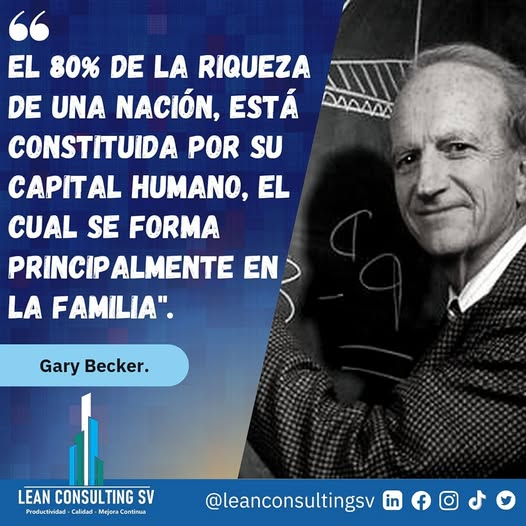 “
EL 80% DE LA RIQUEZA
DE UNA NACIÓN, ESTÁ
CONSTITUIDA POR SU
CAPITAL HUMANO, EL
CUAL SE FORMA
PRINCIPALMENTE EN
LA FAMILIA".
Gary Becker.
LEAN CONSULTING SV
Productividad - Calidad - Mejora Continua
@leanconsultingsv